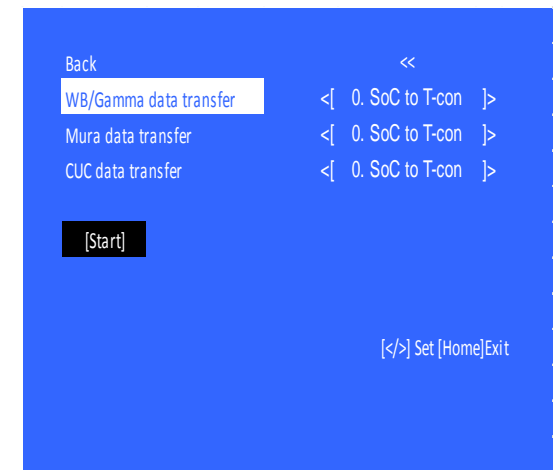 Back <<
WB/Gamma data transfer <[ 0. SoC to T-con ]>
Mura data transfer <[ 0. SoC to T-con ]>
CUC data transfer <[ 0. SoC to T-con ]>
[Start]
[</>] Set [Home]Exit